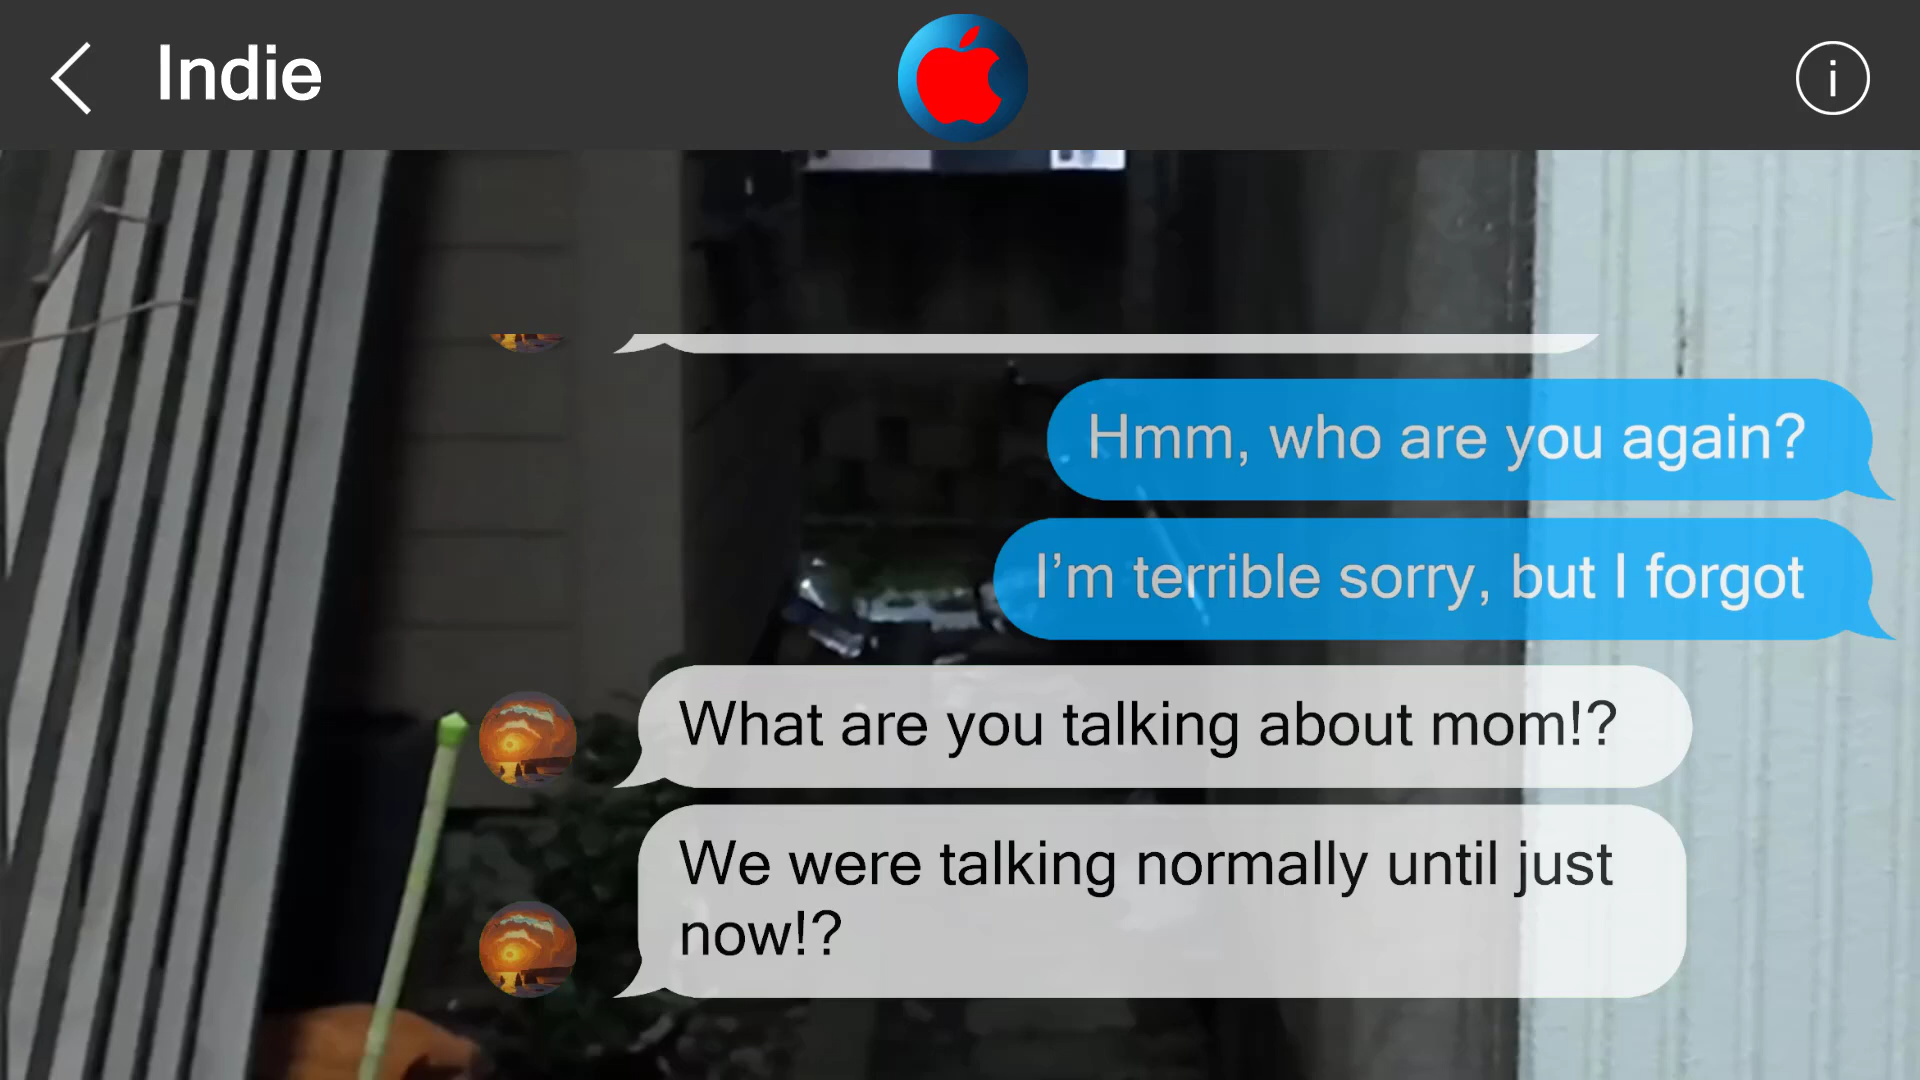 Indie
i
Hmm, who are you again?
I’m terrible sorry, but I forgot
What are you talking about mom!?
We were talking normally until just
now!?